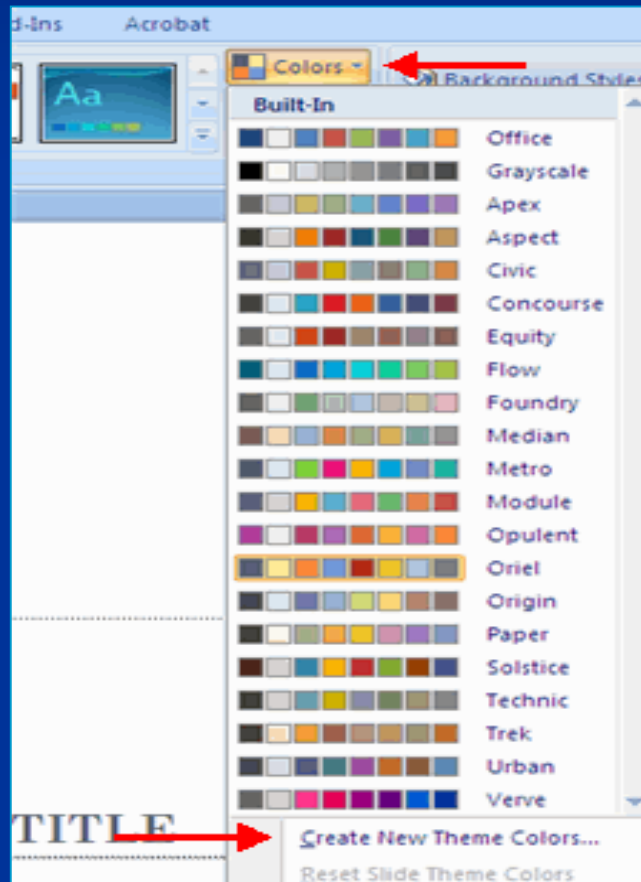 d-Ins Acrobat
Colors
Aa
Background Styles
Built-In
Office
Grayscale
Apex
Aspect
Civic
Concourse
Equity
Flow
Foundry
Median
Metro
Module
Opulent
Oriel
Origin
Paper
Solstice
Technic
Trek
Urban
Verve
TITLE
Create New Theme Colors...
Reset Slide Theme Colors